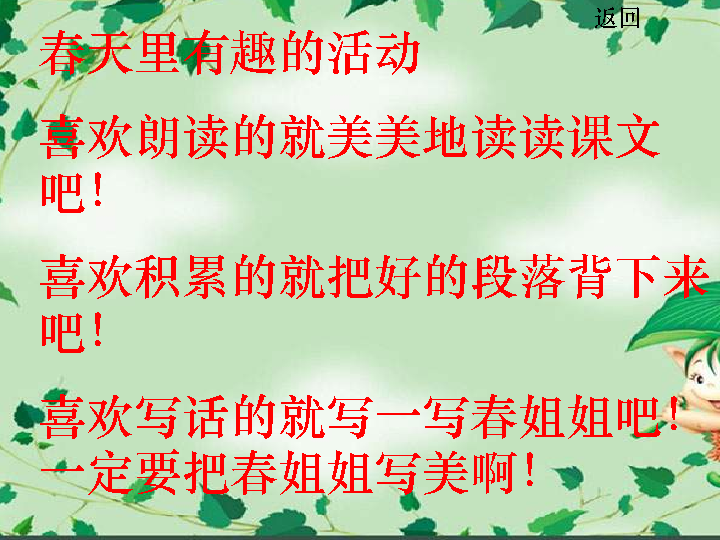 返回
春天里有趣的活动
喜欢朗读的就美美地读读课文
吧！
喜欢积累的就把好的段落背下来
吧！
喜欢写话的就写一写春姐姐吧！
一定要把春姐姐写美啊！